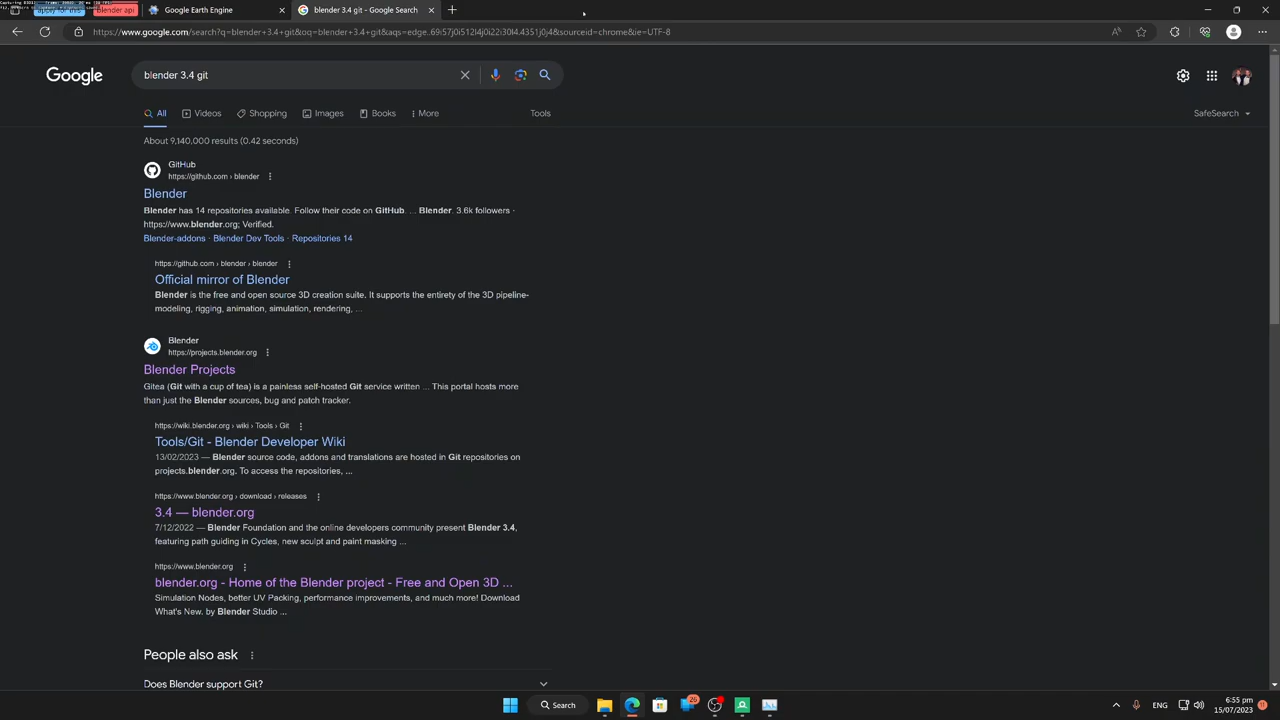 apply for this
Blender api
Google Earth Engine
blender 3.4 git - Google Search
https://www.google.com/search?q=blender+3.4+git&oq=blender+3.4+git&aqs=edge..69i57j0i512l4j0i22i30l4.4351j0j4&sourceid=chrome&ie=UTF-8
Google
blender 3.4 git
All
Videos
Shopping
Images
Books
More
Tools
SafeSearch
About 9,140,000 results (0.42 seconds)
GitHub
https://github.com › blender
Blender
Blender has 14 repositories available. Follow their code on GitHub. . . Blender. 3.6k followers ·
https://www.blender.org; Verified.
Blender-addons · Blender Dev Tools · Repositories 14
https://github.com › blender › blender
Official mirror of Blender
Blender is the free and open source 3D creation suite. It supports the entirety of the 3D pipeline-
modeling, rigging, animation, simulation, rendering, ...
Blender
https://projects.blender.org
Blender Projects
Gitea (Git with a cup of tea) is a painless self-hosted Git service written ... This portal hosts more
than just the Blender sources, bug and patch tracker.
https://wiki.blender.org › wiki › Tools › Git
Tools/Git - Blender Developer Wiki
13/02/2023 — Blender source code, addons and translations are hosted in Git repositories on
projects.blender.org. To access the repositories, ...
https://www.blender.org › download › releases
3.4 — blender.org
7/12/2022 — Blender Foundation and the online developers community present Blender 3.4,
featuring path guiding in Cycles, new sculpt and paint masking ...
https://www.blender.org
blender.org - Home of the Blender project - Free and Open 3D ...
Simulation Nodes, better UV Packing, performance improvements, and much more! Download
What's New. by Blender Studio ...
People also ask
Does Blender support Git?
Search
26
ENG
6:55 pm
15/07/2023
11